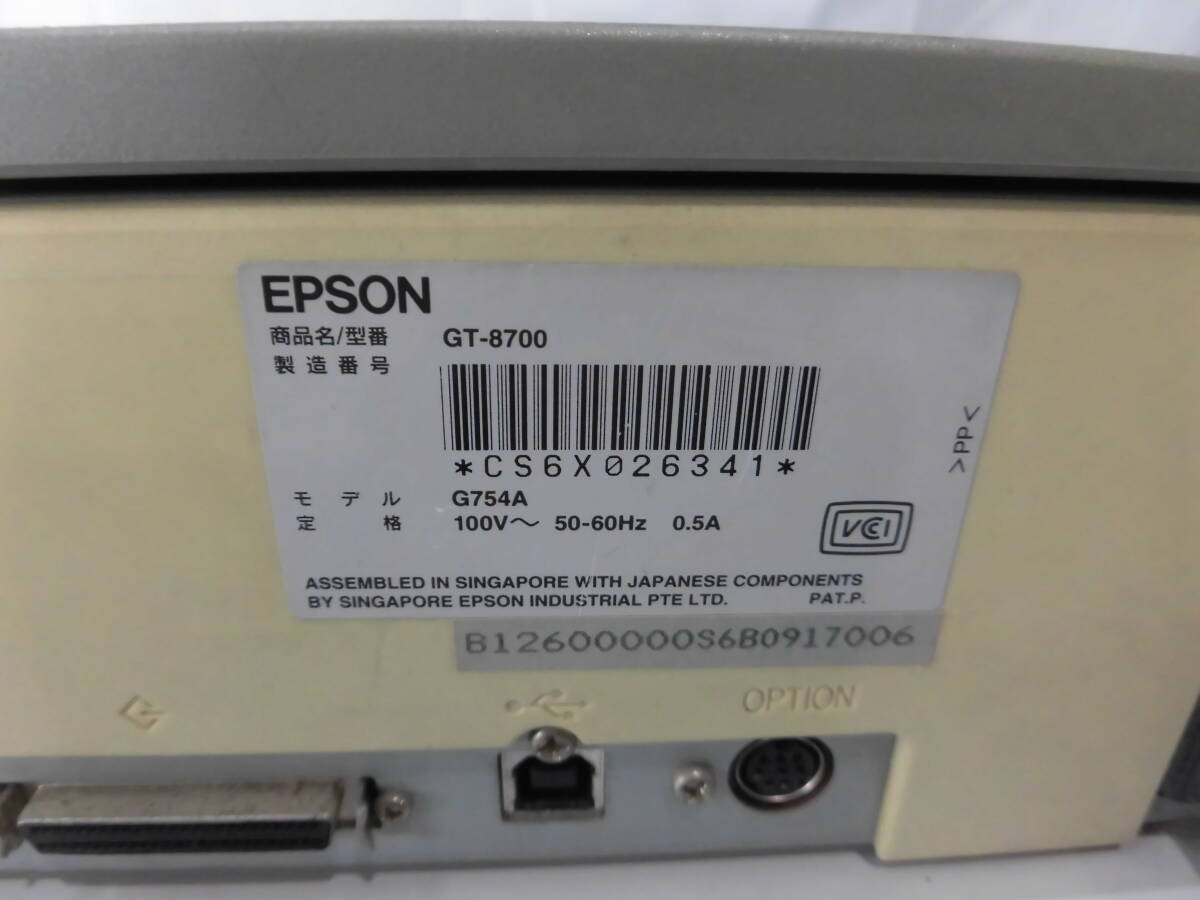 EPSON
商品名/型番 GT-8700
製造番号
*CS6X026341*
モデル G754A
定格 100V～ 50-60Hz 0.5A
VCCI
>PP<
ASSEMBLED IN SINGAPORE WITH JAPANESE COMPONENTS
BY SINGAPORE EPSON INDUSTRIAL PTE LTD. PAT.P.
B12600000S6B0917006
OPTION